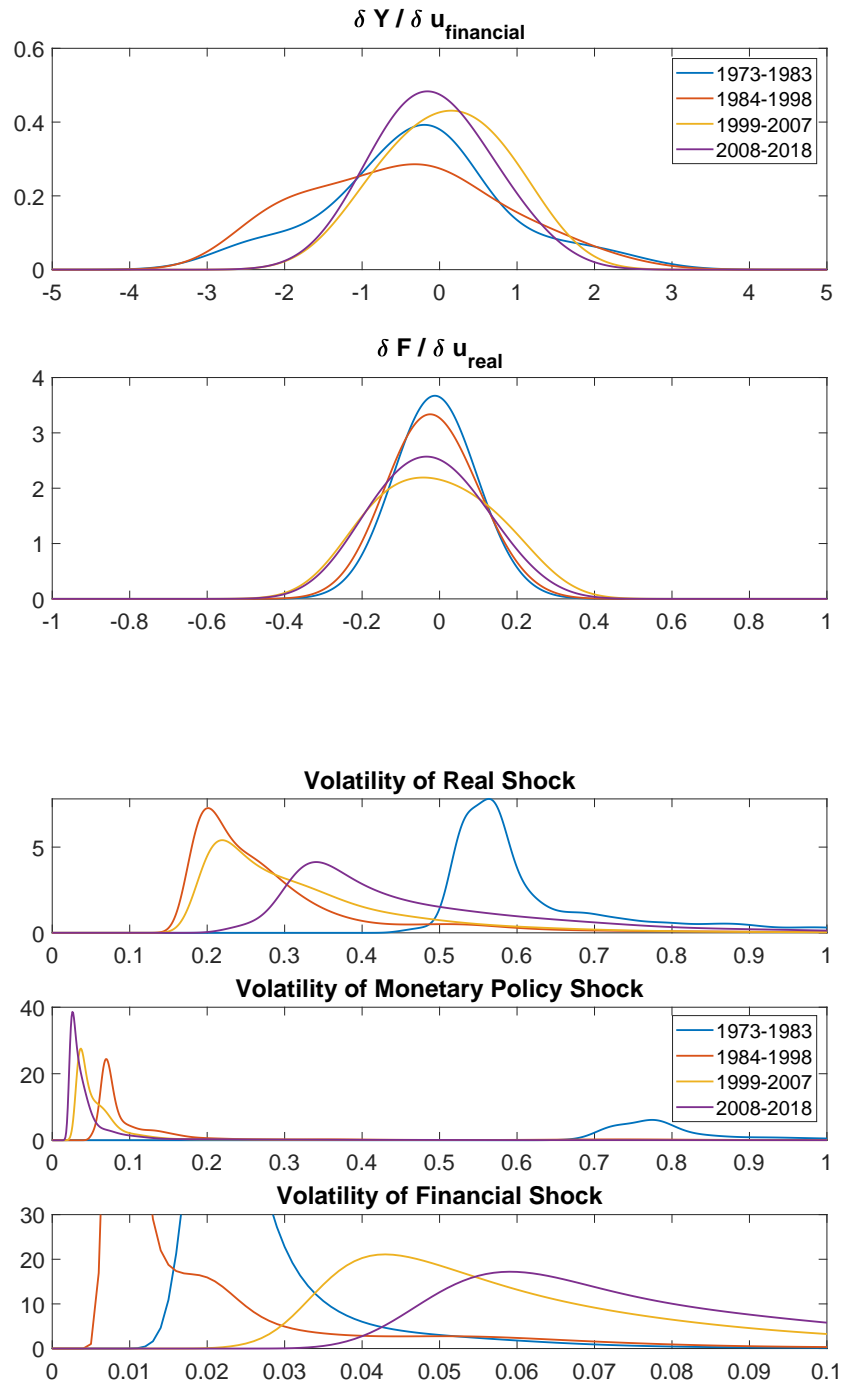 δ Y / δ u_financial
0.6
0.4
0.2
0
1973-1983
1984-1998
1999-2007
2008-2018
-5 -4 -3 -2 -1 0 1 2 3 4 5
δ F / δ u_real
4
3
2
1
0
-1 -0.8 -0.6 -0.4 -0.2 0 0.2 0.4 0.6 0.8 1
Volatility of Real Shock
5
0
0 0.1 0.2 0.3 0.4 0.5 0.6 0.7 0.8 0.9 1
Volatility of Monetary Policy Shock
40
20
0
1973-1983
1984-1998
1999-2007
2008-2018
0 0.1 0.2 0.3 0.4 0.5 0.6 0.7 0.8 0.9 1
Volatility of Financial Shock
30
20
10
0
0 0.01 0.02 0.03 0.04 0.05 0.06 0.07 0.08 0.09 0.1